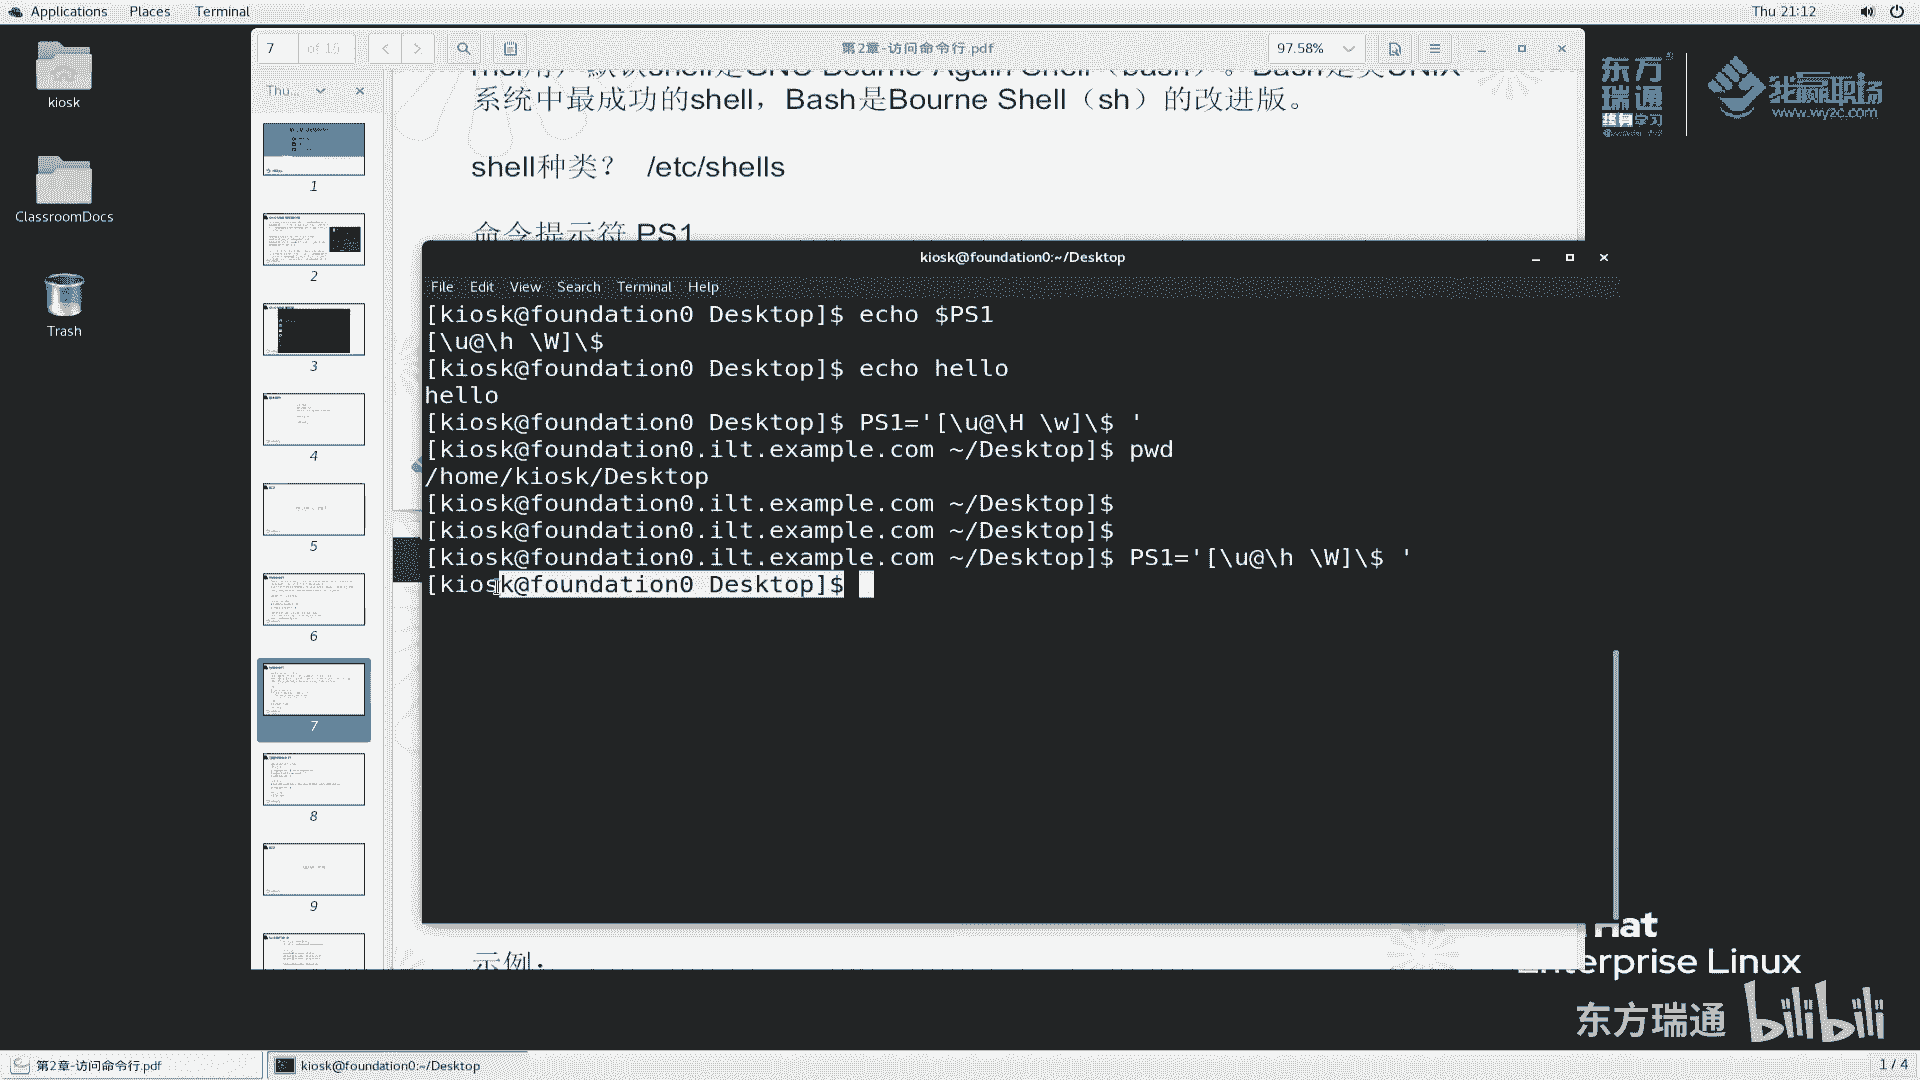 Applications Places Terminal
Thu 21:12
7 of 15
第2章-访问命令行.pdf
97.58%
Thu...
kiosk
ClassroomDocs
Trash
1
2
3
4
5
6
7
8
9
系统中最成功的shell，Bash是Bourne Shell（sh）的改进版。
shell种类？ /etc/shells
命令提示符 PS1
kiosk@foundation0:~/Desktop
File Edit View Search Terminal Help
[kiosk@foundation0 Desktop]$ echo $PS1
[\u@\h \W]\$
[kiosk@foundation0 Desktop]$ echo hello
hello
[kiosk@foundation0 Desktop]$ PS1='[\u@\H \w]\$ '
[kiosk@foundation0.ilt.example.com ~/Desktop]$ pwd
/home/kiosk/Desktop
[kiosk@foundation0.ilt.example.com ~/Desktop]$
[kiosk@foundation0.ilt.example.com ~/Desktop]$
[kiosk@foundation0.ilt.example.com ~/Desktop]$ PS1='[\u@\h \W]\$ '
[kiosk@foundation0 Desktop]$
示例：
东方
瑞通
终身学习
我赢职场
www.wy2c.com
Hat
Enterprise Linux
东方瑞通 bilibili
第2章-访问命令行.pdf
kiosk@foundation0:~/Desktop
1 / 4